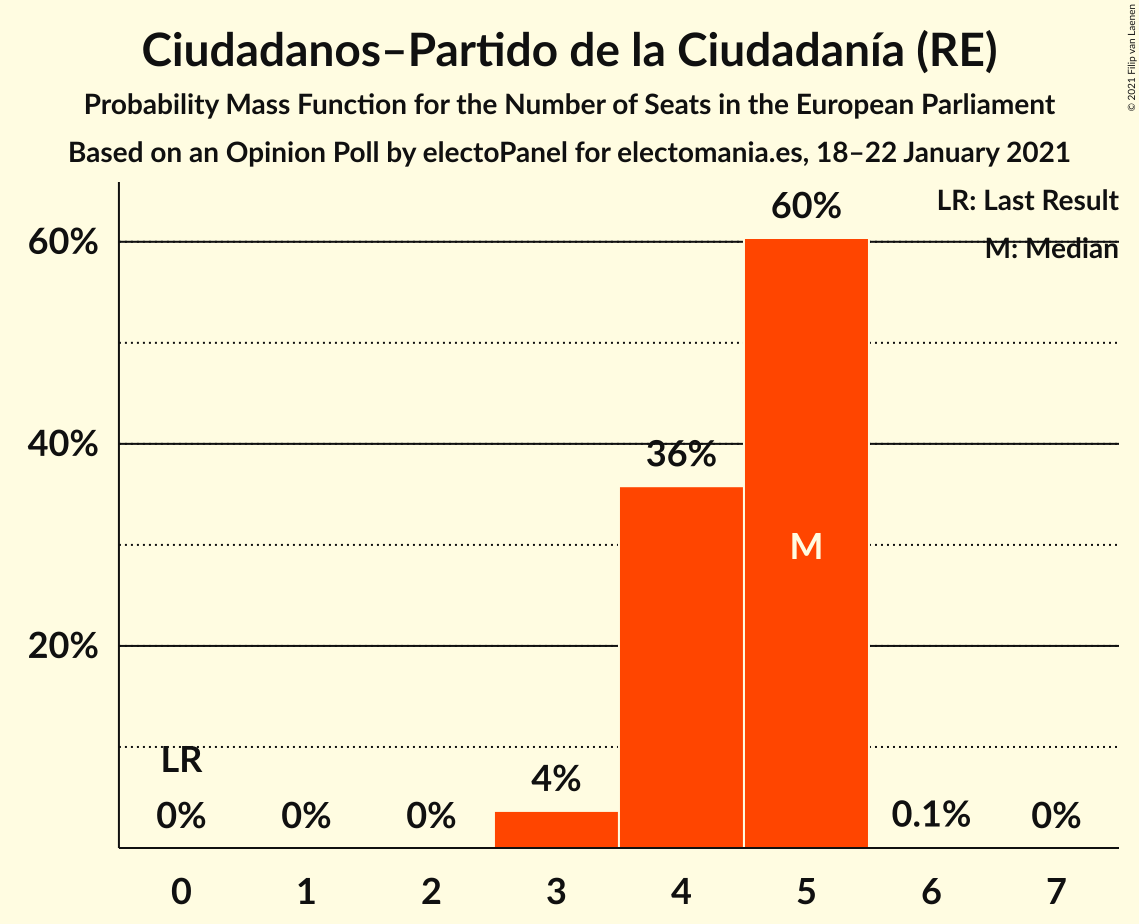 Ciudadanos–Partido de la Ciudadanía (RE)
Probability Mass Function for the Number of Seats in the European Parliament
Based on an Opinion Poll by electoPanel for electomania.es, 18–22 January 2021
© 2021 Filip van Laenen
LR: Last Result
M: Median
60%
40%
20%
LR
0%
0%
0%
4%
36%
60%
M
0.1%
0%
0 1 2 3 4 5 6 7